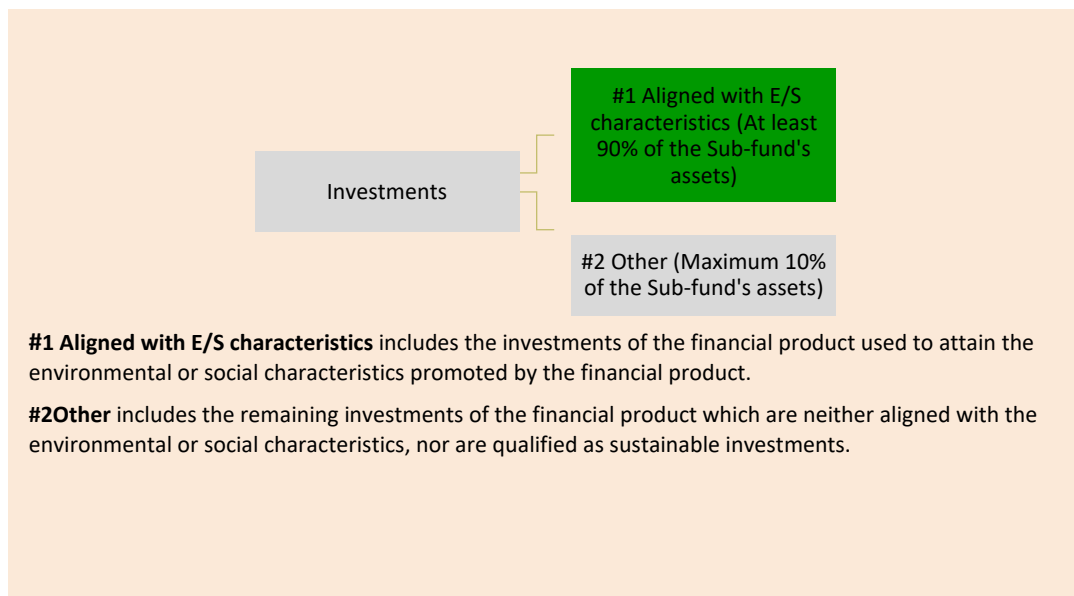 #1 Aligned with E/S
characteristics (At least
90% of the Sub-fund's
assets)
Investments
#2 Other (Maximum 10%
of the Sub-fund's assets)
#1 Aligned with E/S characteristics includes the investments of the financial product used to attain the
environmental or social characteristics promoted by the financial product.
#2Other includes the remaining investments of the financial product which are neither aligned with the
environmental or social characteristics, nor are qualified as sustainable investments.